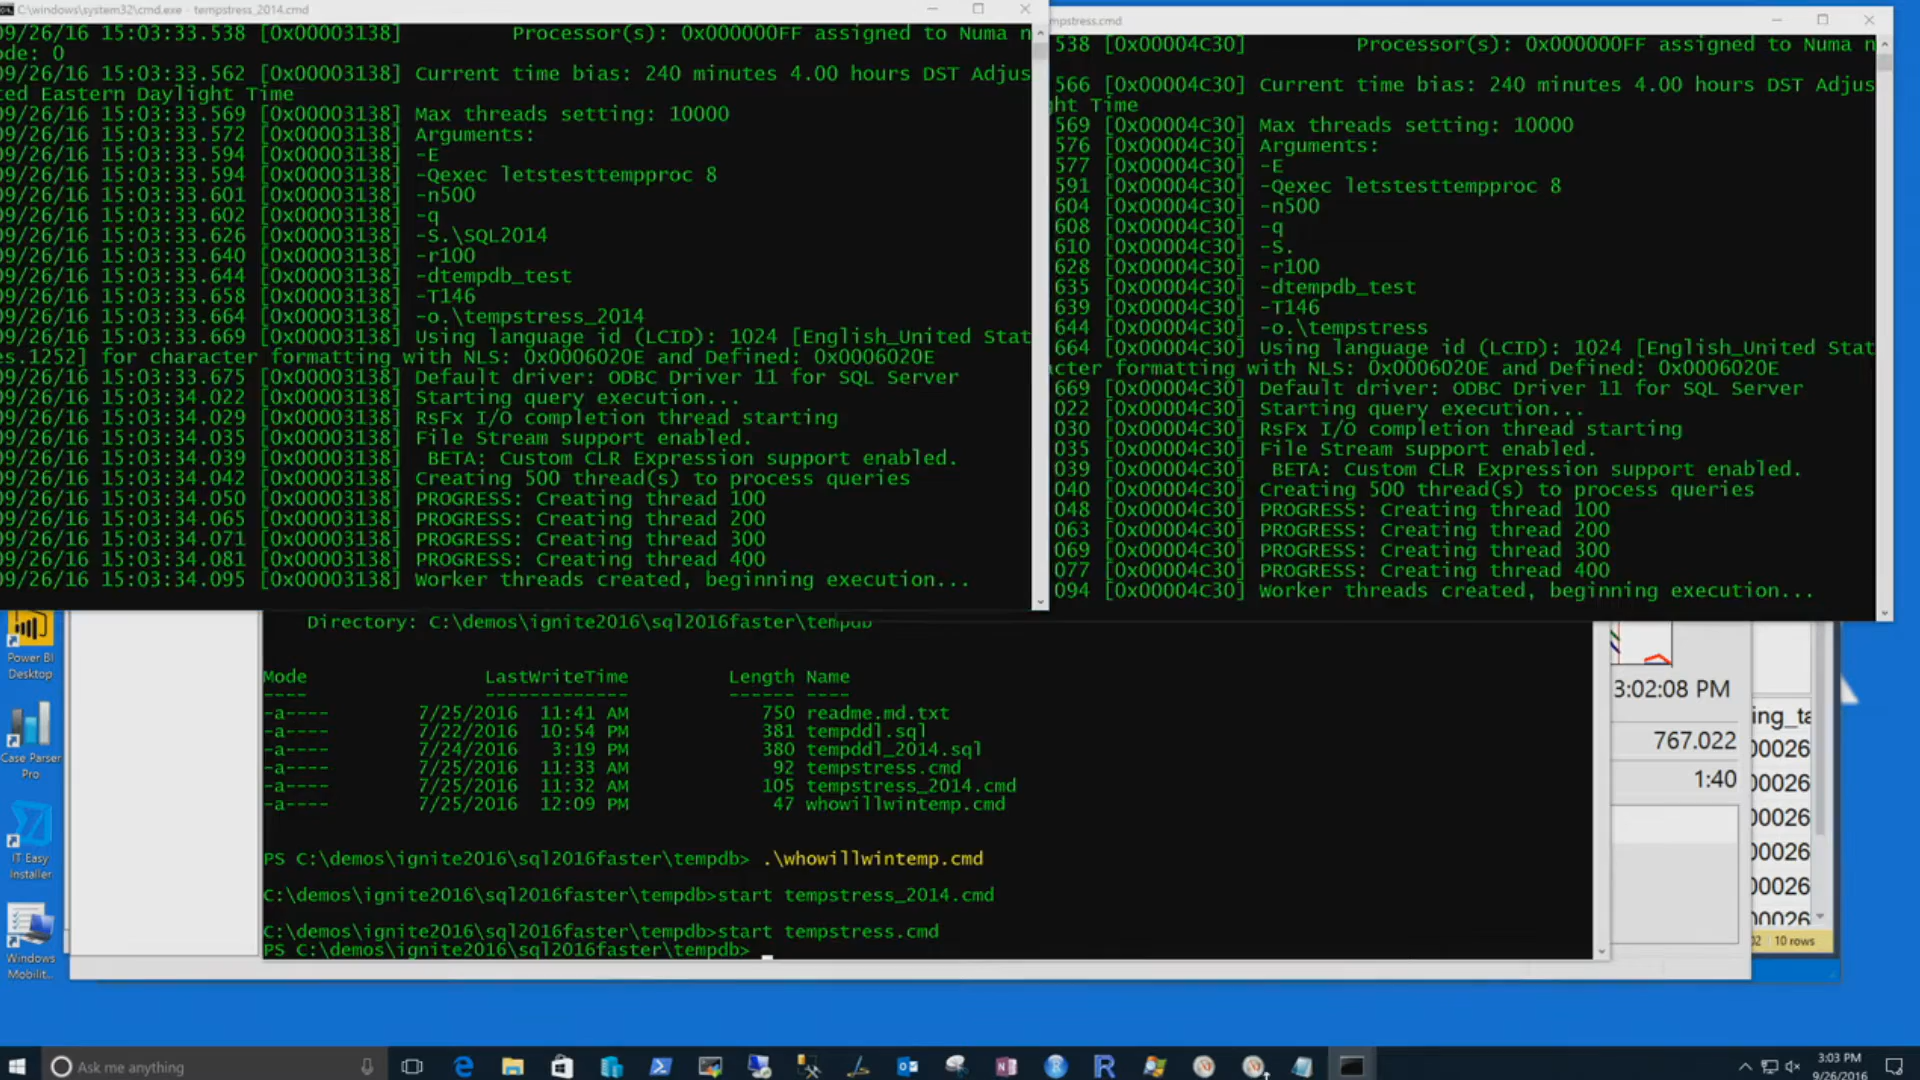 C:\windows\system32\cmd.exe - tempstress_2014.cmd
09/26/16 15:03:33.538 [0x00003138] Processor(s): 0x000000FF assigned to Numa n
ode: 0
09/26/16 15:03:33.562 [0x00003138] Current time bias: 240 minutes 4.00 hours DST Adjus
ted Eastern Daylight Time
09/26/16 15:03:33.569 [0x00003138] Max threads setting: 10000
09/26/16 15:03:33.572 [0x00003138] Arguments:
09/26/16 15:03:33.594 [0x00003138] -E
09/26/16 15:03:33.594 [0x00003138] -Qexec letstesttempproc 8
09/26/16 15:03:33.601 [0x00003138] -n500
09/26/16 15:03:33.602 [0x00003138] -q
09/26/16 15:03:33.626 [0x00003138] -S.\SQL2014
09/26/16 15:03:33.640 [0x00003138] -r100
09/26/16 15:03:33.644 [0x00003138] -dtempdb_test
09/26/16 15:03:33.658 [0x00003138] -T146
09/26/16 15:03:33.664 [0x00003138] -o.\tempstress_2014
09/26/16 15:03:33.669 [0x00003138] Using language id (LCID): 1024 [English_United Stat
es.1252] for character formatting with NLS: 0x0006020E and Defined: 0x0006020E
09/26/16 15:03:33.675 [0x00003138] Default driver: ODBC Driver 11 for SQL Server
09/26/16 15:03:34.022 [0x00003138] Starting query execution...
09/26/16 15:03:34.029 [0x00003138] RsFx I/O completion thread starting
09/26/16 15:03:34.035 [0x00003138] File Stream support enabled.
09/26/16 15:03:34.039 [0x00003138] BETA: Custom CLR Expression support enabled.
09/26/16 15:03:34.042 [0x00003138] Creating 500 thread(s) to process queries
09/26/16 15:03:34.050 [0x00003138] PROGRESS: Creating thread 100
09/26/16 15:03:34.065 [0x00003138] PROGRESS: Creating thread 200
09/26/16 15:03:34.071 [0x00003138] PROGRESS: Creating thread 300
09/26/16 15:03:34.081 [0x00003138] PROGRESS: Creating thread 400
09/26/16 15:03:34.095 [0x00003138] Worker threads created, beginning execution...
mpstress.cmd
538 [0x00004C30] Processor(s): 0x000000FF assigned to Numa n
566 [0x00004C30] Current time bias: 240 minutes 4.00 hours DST Adjus
ht Time
569 [0x00004C30] Max threads setting: 10000
576 [0x00004C30] Arguments:
577 [0x00004C30] -E
591 [0x00004C30] -Qexec letstesttempproc 8
604 [0x00004C30] -n500
608 [0x00004C30] -q
610 [0x00004C30] -S.
628 [0x00004C30] -r100
635 [0x00004C30] -dtempdb_test
639 [0x00004C30] -T146
644 [0x00004C30] -o.\tempstress
664 [0x00004C30] Using language id (LCID): 1024 [English_United Stat
cter formatting with NLS: 0x0006020E and Defined: 0x0006020E
669 [0x00004C30] Default driver: ODBC Driver 11 for SQL Server
022 [0x00004C30] Starting query execution...
030 [0x00004C30] RsFx I/O completion thread starting
035 [0x00004C30] File Stream support enabled.
039 [0x00004C30] BETA: Custom CLR Expression support enabled.
040 [0x00004C30] Creating 500 thread(s) to process queries
048 [0x00004C30] PROGRESS: Creating thread 100
063 [0x00004C30] PROGRESS: Creating thread 200
069 [0x00004C30] PROGRESS: Creating thread 300
077 [0x00004C30] PROGRESS: Creating thread 400
094 [0x00004C30] Worker threads created, beginning execution...
Directory: C:\demos\ignite2016\sql2016faster\tempdb
Mode LastWriteTime Length Name
---- ------------- ------ ----
-a---- 7/25/2016 11:41 AM 750 readme.md.txt
-a---- 7/22/2016 10:54 PM 381 tempddl.sql
-a---- 7/24/2016 3:19 PM 380 tempddl_2014.sql
-a---- 7/25/2016 11:33 AM 92 tempstress.cmd
-a---- 7/25/2016 11:32 AM 105 tempstress_2014.cmd
-a---- 7/25/2016 12:09 PM 47 whowillwintemp.cmd
PS C:\demos\ignite2016\sql2016faster\tempdb> .\whowillwintemp.cmd
C:\demos\ignite2016\sql2016faster\tempdb>start tempstress_2014.cmd
C:\demos\ignite2016\sql2016faster\tempdb>start tempstress.cmd
PS C:\demos\ignite2016\sql2016faster\tempdb>
Power BI
Desktop
Case Parser
Pro
IT Easy
Installer
Windows
Mobilit...
3:02:08 PM
767.022
1:40
ing_ta
00026
00026
00026
00026
00026
00026
02 10 rows
Ask me anything
3:03 PM
9/26/2016